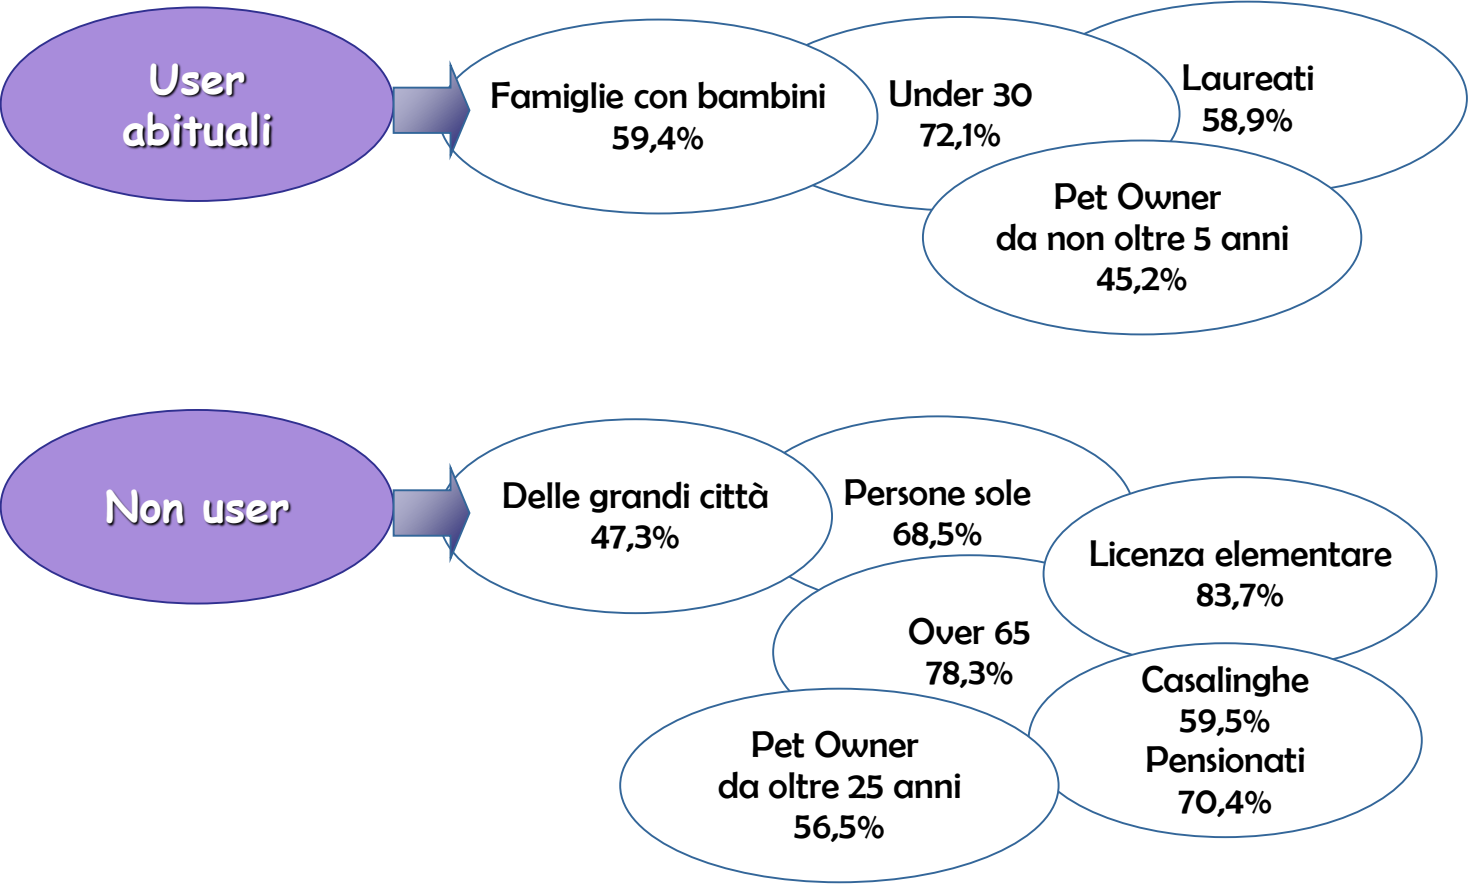 User
abituali
Famiglie con bambini
59,4%
Under 30
72,1%
Laureati
58,9%
Pet Owner
da non oltre 5 anni
45,2%
Non user
Delle grandi città
47,3%
Persone sole
68,5%
Licenza elementare
83,7%
Over 65
78,3%
Casalinghe
59,5%
Pensionati
70,4%
Pet Owner
da oltre 25 anni
56,5%